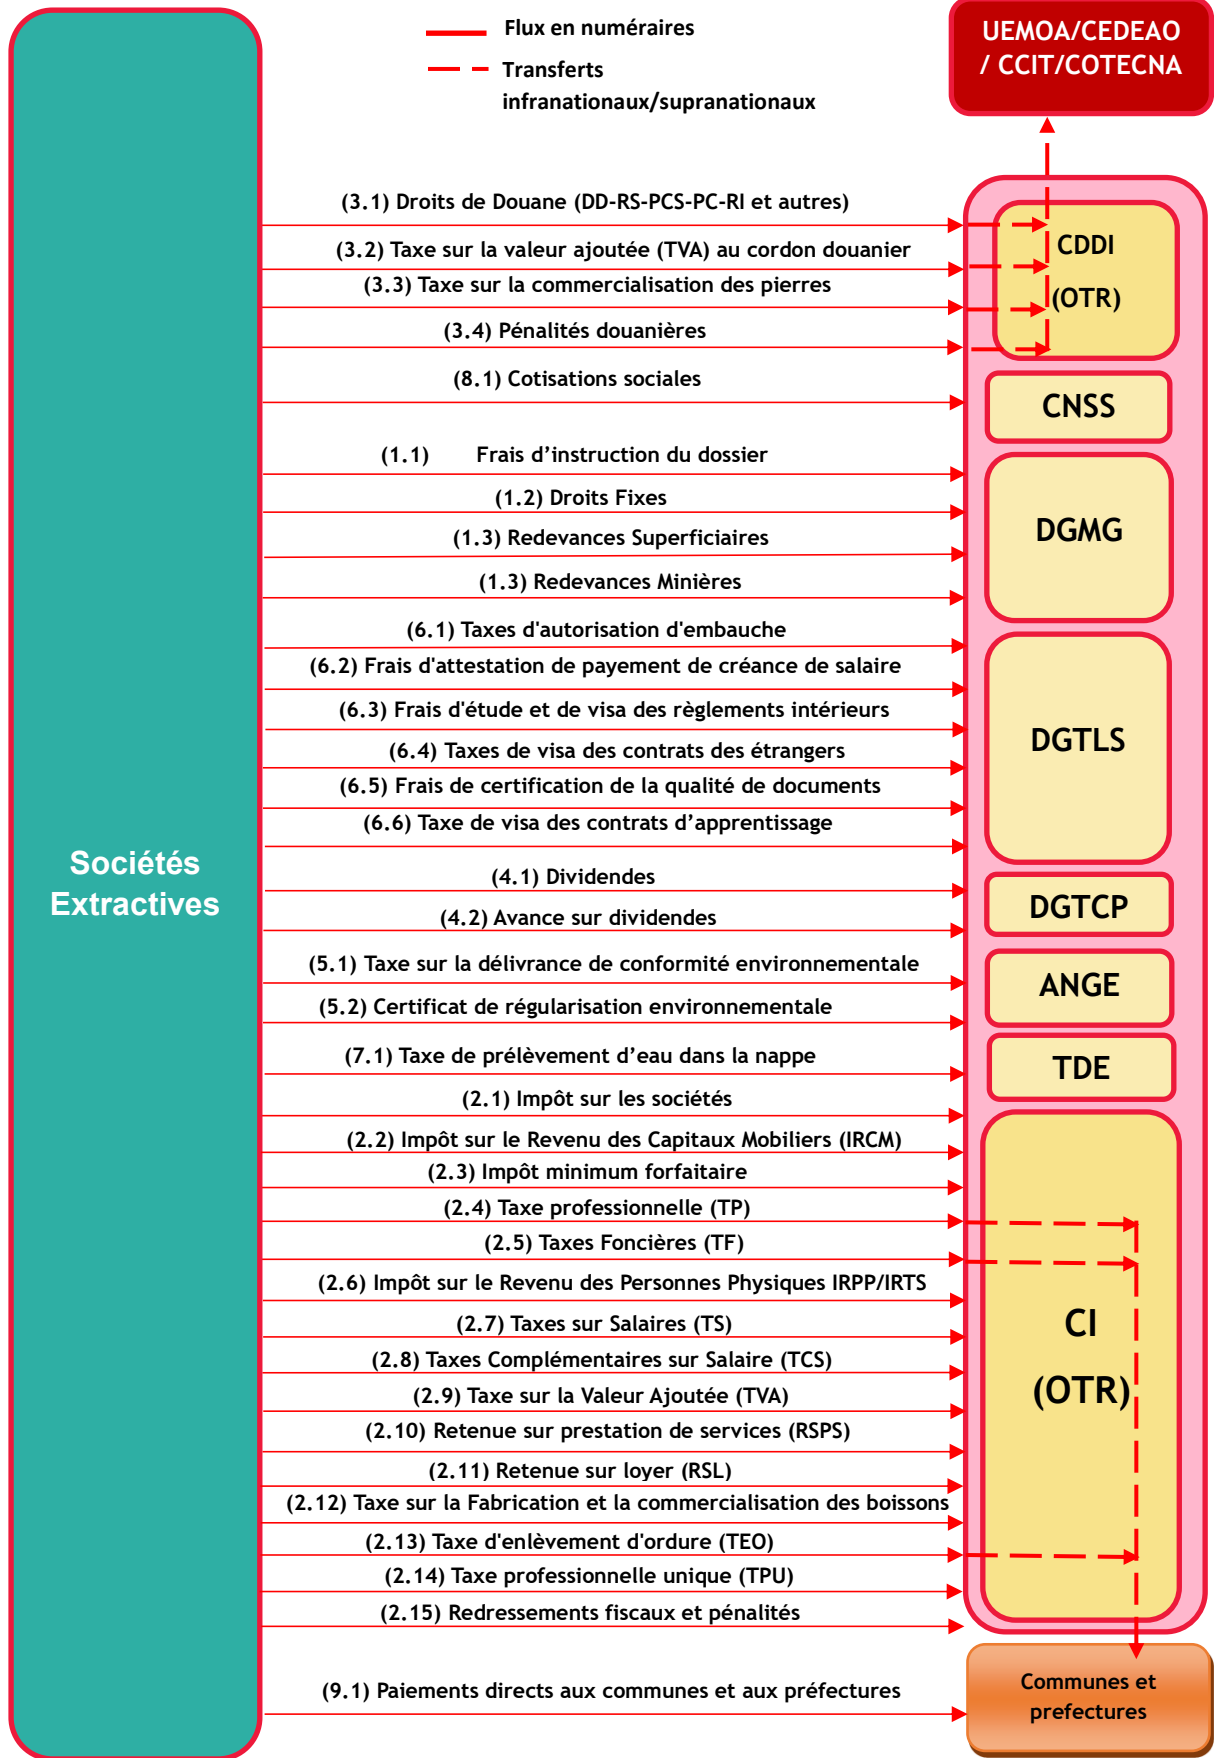 Flux en numéraires
Transferts
infranationaux/supranationaux
UEMOA/CEDEAO
/ CCIT/COTECNA
Sociétés
Extractives
(3.1) Droits de Douane (DD-RS-PCS-PC-RI et autres)
(3.2) Taxe sur la valeur ajoutée (TVA) au cordon douanier
(3.3) Taxe sur la commercialisation des pierres
(3.4) Pénalités douanières
CDDI
(OTR)
(8.1) Cotisations sociales
CNSS
(1.1) Frais d’instruction du dossier
(1.2) Droits Fixes
(1.3) Redevances Superficiaires
(1.3) Redevances Minières
DGMG
(6.1) Taxes d'autorisation d'embauche
(6.2) Frais d'attestation de payement de créance de salaire
(6.3) Frais d'étude et de visa des règlements intérieurs
(6.4) Taxes de visa des contrats des étrangers
(6.5) Frais de certification de la qualité de documents
(6.6) Taxe de visa des contrats d’apprentissage
DGTLS
(4.1) Dividendes
(4.2) Avance sur dividendes
DGTCP
(5.1) Taxe sur la délivrance de conformité environnementale
(5.2) Certificat de régularisation environnementale
ANGE
(7.1) Taxe de prélèvement d’eau dans la nappe
TDE
(2.1) Impôt sur les sociétés
(2.2) Impôt sur le Revenu des Capitaux Mobiliers (IRCM)
(2.3) Impôt minimum forfaitaire
(2.4) Taxe professionnelle (TP)
(2.5) Taxes Foncières (TF)
(2.6) Impôt sur le Revenu des Personnes Physiques IRPP/IRTS
(2.7) Taxes sur Salaires (TS)
(2.8) Taxes Complémentaires sur Salaire (TCS)
(2.9) Taxe sur la Valeur Ajoutée (TVA)
(2.10) Retenue sur prestation de services (RSPS)
(2.11) Retenue sur loyer (RSL)
(2.12) Taxe sur la Fabrication et la commercialisation des boissons
(2.13) Taxe d'enlèvement d'ordure (TEO)
(2.14) Taxe professionnelle unique (TPU)
(2.15) Redressements fiscaux et pénalités
CI
(OTR)
(9.1) Paiements directs aux communes et aux préfectures
Communes et
prefectures